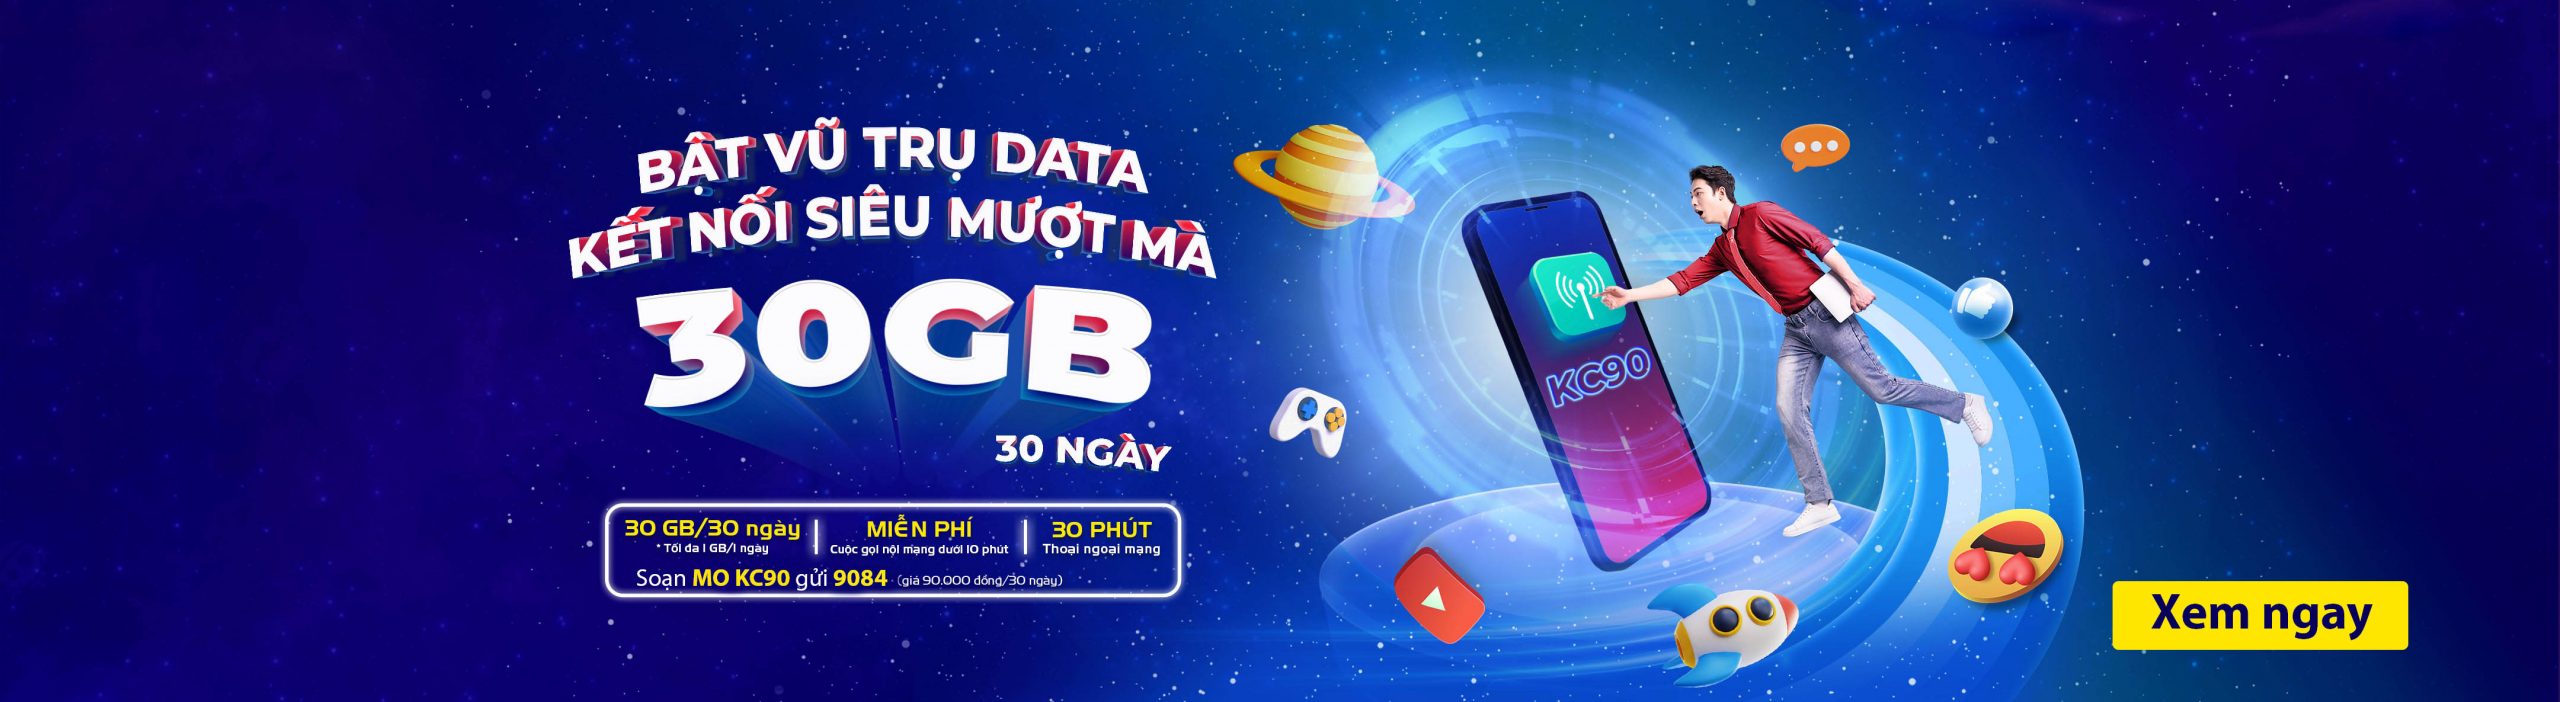 BẬT VŨ TRỤ DATA
KẾT NỐI SIÊU MƯỢT MÀ
30GB
30 NGÀY
30 GB/30 ngày
* Tối đa 1 GB/1 ngày
MIỄN PHÍ
Cuộc gọi nội mạng dưới 10 phút
30 PHÚT
Thoại ngoại mạng
Soạn MO KC90 gửi 9084 (giá 90.000 đồng/30 ngày)
KC90
Xem ngay